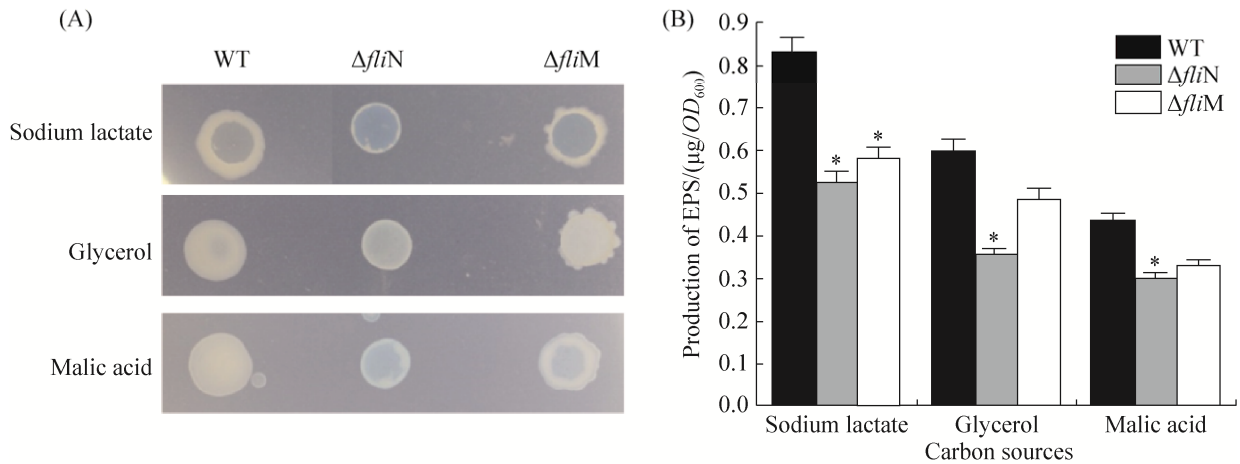 (A)
WT ΔfliN ΔfliM
Sodium lactate
Glycerol
Malic acid
(B)
Production of EPS/(μg/OD₆₀₀)
0.9
0.8
0.7
0.6
0.5
0.4
0.3
0.2
0.1
0.0
WT
ΔfliN
ΔfliM
* *
*
*
Sodium lactate Glycerol Malic acid
Carbon sources